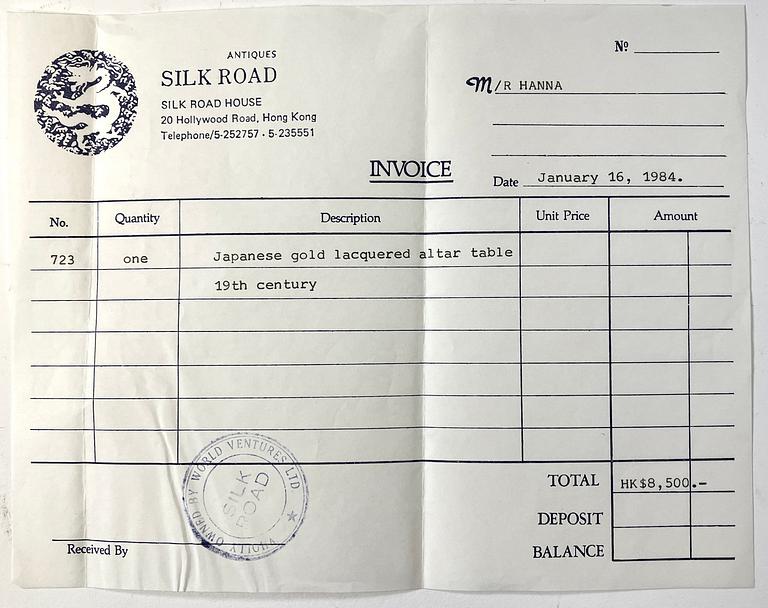 ANTIQUES
SILK ROAD
SILK ROAD HOUSE
20 Hollywood Road, Hong Kong
Telephone/5-252757 · 5-235551
Nº
M/R HANNA
INVOICE
Date January 16, 1984.
No. Quantity Description Unit Price Amount
723 one Japanese gold lacquered altar table
19th century
WHOLLY OWNED BY WORLD VENTURES LTD
SILK
ROAD
TOTAL HK$8,500.-
DEPOSIT
BALANCE
Received By